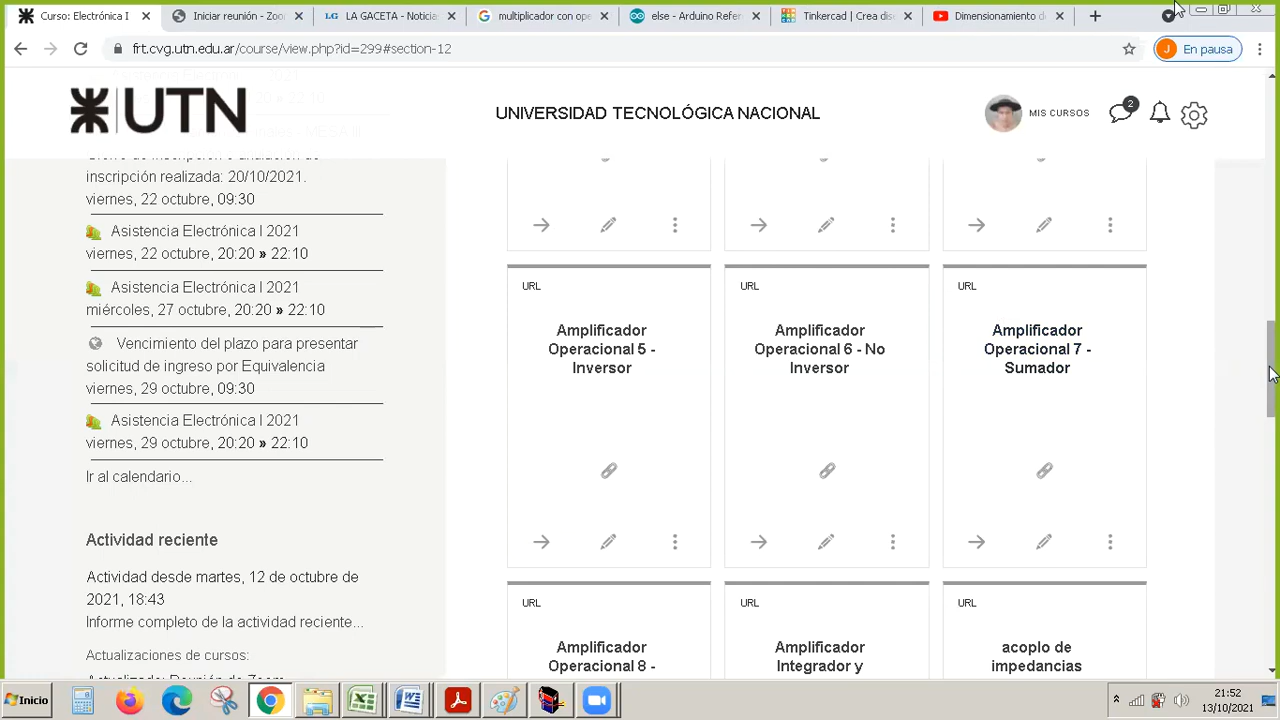 Curso: Electrónica I
Iniciar reunión - Zoo
LG LA GACETA - Noticias
multiplicador con ope
else - Arduino Refer
Tinkercad | Crea dise
Dimensionamiento d
frt.cvg.utn.edu.ar/course/view.php?id=299#section-12
J En pausa
UTN
UNIVERSIDAD TECNOLÓGICA NACIONAL
MIS CURSOS
2
inscripción realizada: 20/10/2021.
viernes, 22 octubre, 09:30
Asistencia Electrónica I 2021
viernes, 22 octubre, 20:20 » 22:10
Asistencia Electrónica I 2021
miércoles, 27 octubre, 20:20 » 22:10
Vencimiento del plazo para presentar
solicitud de ingreso por Equivalencia
viernes, 29 octubre, 09:30
Asistencia Electrónica I 2021
viernes, 29 octubre, 20:20 » 22:10
Ir al calendario...
Actividad reciente
Actividad desde martes, 12 de octubre de
2021, 18:43
Informe completo de la actividad reciente...
Actualizaciones de cursos:
URL
Amplificador
Operacional 5 -
Inversor
URL
Amplificador
Operacional 6 - No
Inversor
URL
Amplificador
Operacional 7 -
Sumador
URL
Amplificador
Operacional 8 -
URL
Amplificador
Integrador y
URL
acoplo de
impedancias
Inicio
21:52
13/10/2021